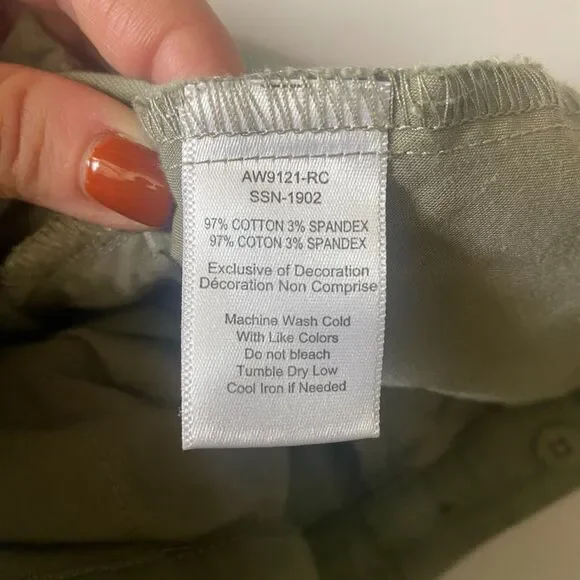 AW9121-RC
SSN-1902
97% COTTON 3% SPANDEX
97% COTON 3% SPANDEX
Exclusive of Decoration
Décoration Non Comprise
Machine Wash Cold
With Like Colors
Do not bleach
Tumble Dry Low
Cool Iron if Needed